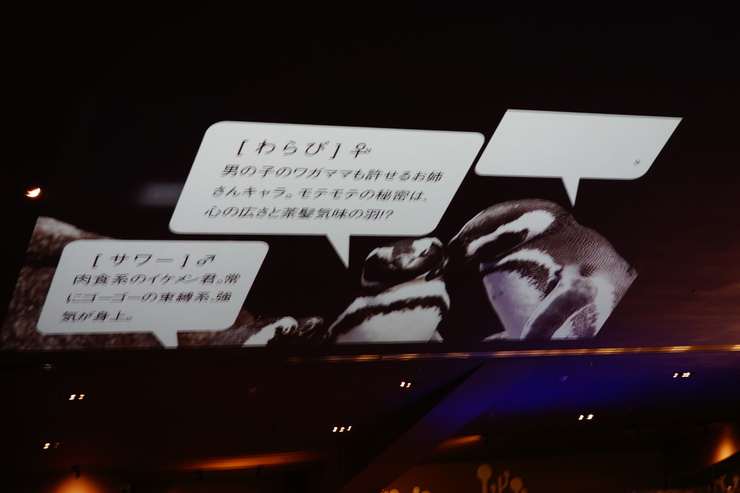 [わらび]♀
男の子のワガママも許せるお姉
さんキャラ。モテモテの秘密は、
心の広さと茶髪気味の羽!?
[サワー]♂
肉食系のイケメン君。常
にゴーゴーの束縛系、強
気が身上。